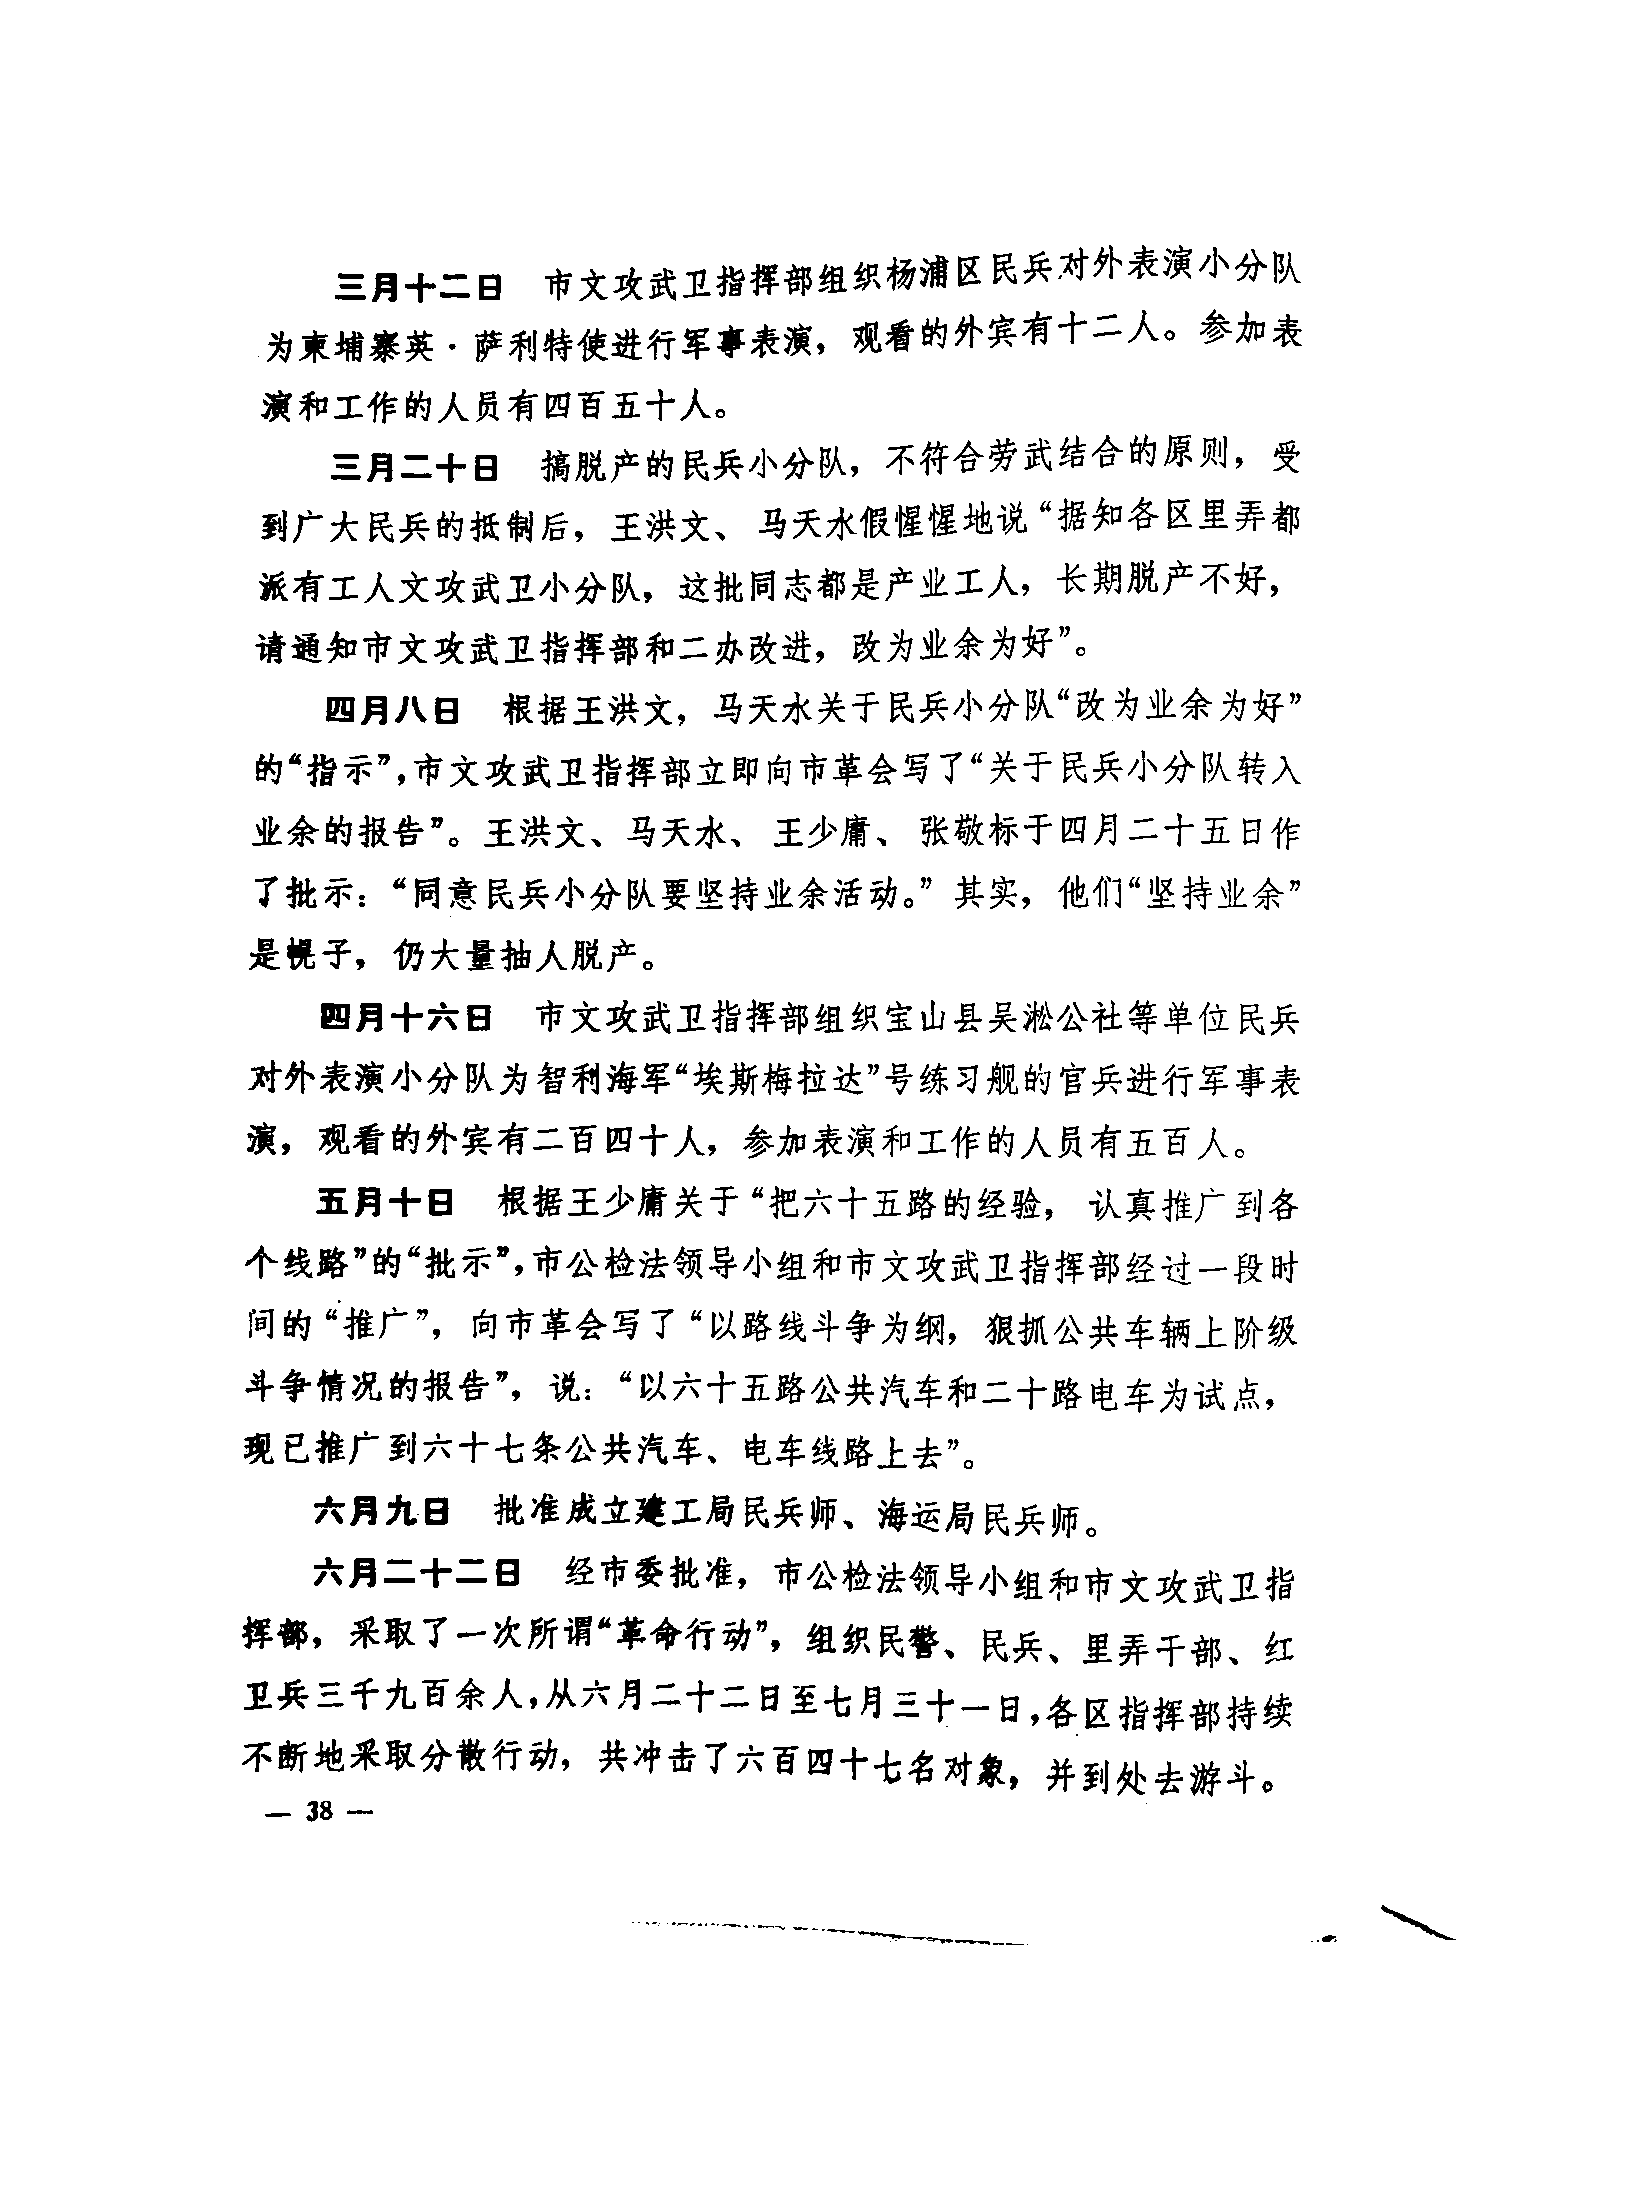 三月十二日　市文攻武卫指挥部组织杨浦区民兵对外表演小分队
为柬埔寨英·萨利特使进行军事表演，观看的外宾有十二人。参加表
演和工作的人员有四百五十人。
三月二十日　搞脱产的民兵小分队，不符合劳武结合的原则，受
到广大民兵的抵制后，王洪文、马天水假惺惺地说“据知各区里弄都
派有工人文攻武卫小分队，这批同志都是产业工人，长期脱产不好，
请通知市文攻武卫指挥部和二办改进，改为业余为好”。
四月八日　根据王洪文，马天水关于民兵小分队“改为业余为好”
的“指示”，市文攻武卫指挥部立即向市革会写了“关于民兵小分队转入
业余的报告”。王洪文、马天水、王少庸、张敬标于四月二十五日作
了批示：“同意民兵小分队要坚持业余活动。”其实，他们“坚持业余”
是幌子，仍大量抽人脱产。
四月十六日　市文攻武卫指挥部组织宝山县吴淞公社等单位民兵
对外表演小分队为智利海军“埃斯梅拉达”号练习舰的官兵进行军事表
演，观看的外宾有二百四十人，参加表演和工作的人员有五百人。
五月十日　根据王少庸关于“把六十五路的经验，认真推广到各
个线路”的“批示”，市公检法领导小组和市文攻武卫指挥部经过一段时
间的“推广”，向市革会写了“以路线斗争为纲，狠抓公共车辆上阶级
斗争情况的报告”，说：“以六十五路公共汽车和二十路电车为试点，
现已推广到六十七条公共汽车、电车线路上去”。
六月九日　批准成立建工局民兵师、海运局民兵师。
六月二十二日　经市委批准，市公检法领导小组和市文攻武卫指
挥部，采取了一次所谓“革命行动”，组织民警、民兵、里弄干部、红
卫兵三千九百余人，从六月二十二日至七月三十一日，各区指挥部持续
不断地采取分散行动，共冲击了六百四十七名对象，并到处去游斗。
— 38 —